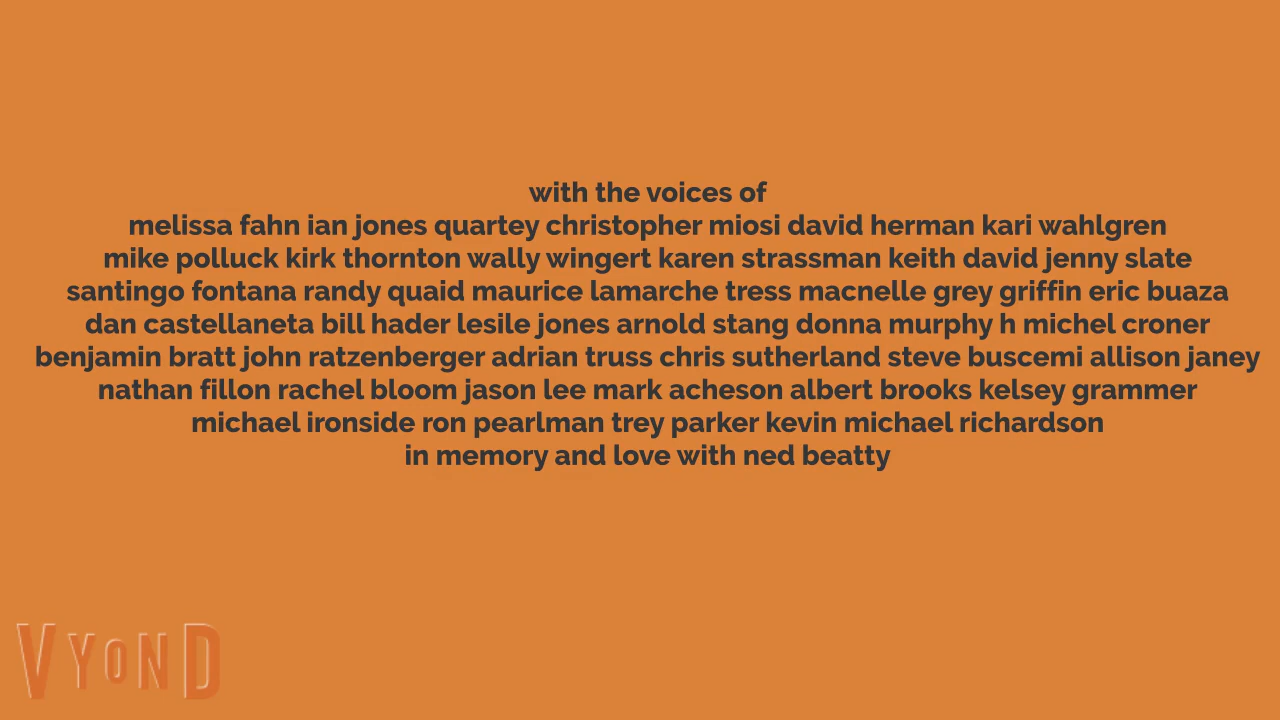 with the voices of
melissa fahn ian jones quartey christopher miosi david herman kari wahlgren
mike polluck kirk thornton wally wingert karen strassman keith david jenny slate
santingo fontana randy quaid maurice lamarche tress macnelle grey griffin eric buaza
dan castellaneta bill hader lesile jones arnold stang donna murphy h michel croner
benjamin bratt john ratzenberger adrian truss chris sutherland steve buscemi allison janey
nathan fillon rachel bloom jason lee mark acheson albert brooks kelsey grammer
michael ironside ron pearlman trey parker kevin michael richardson
in memory and love with ned beatty
VYOND